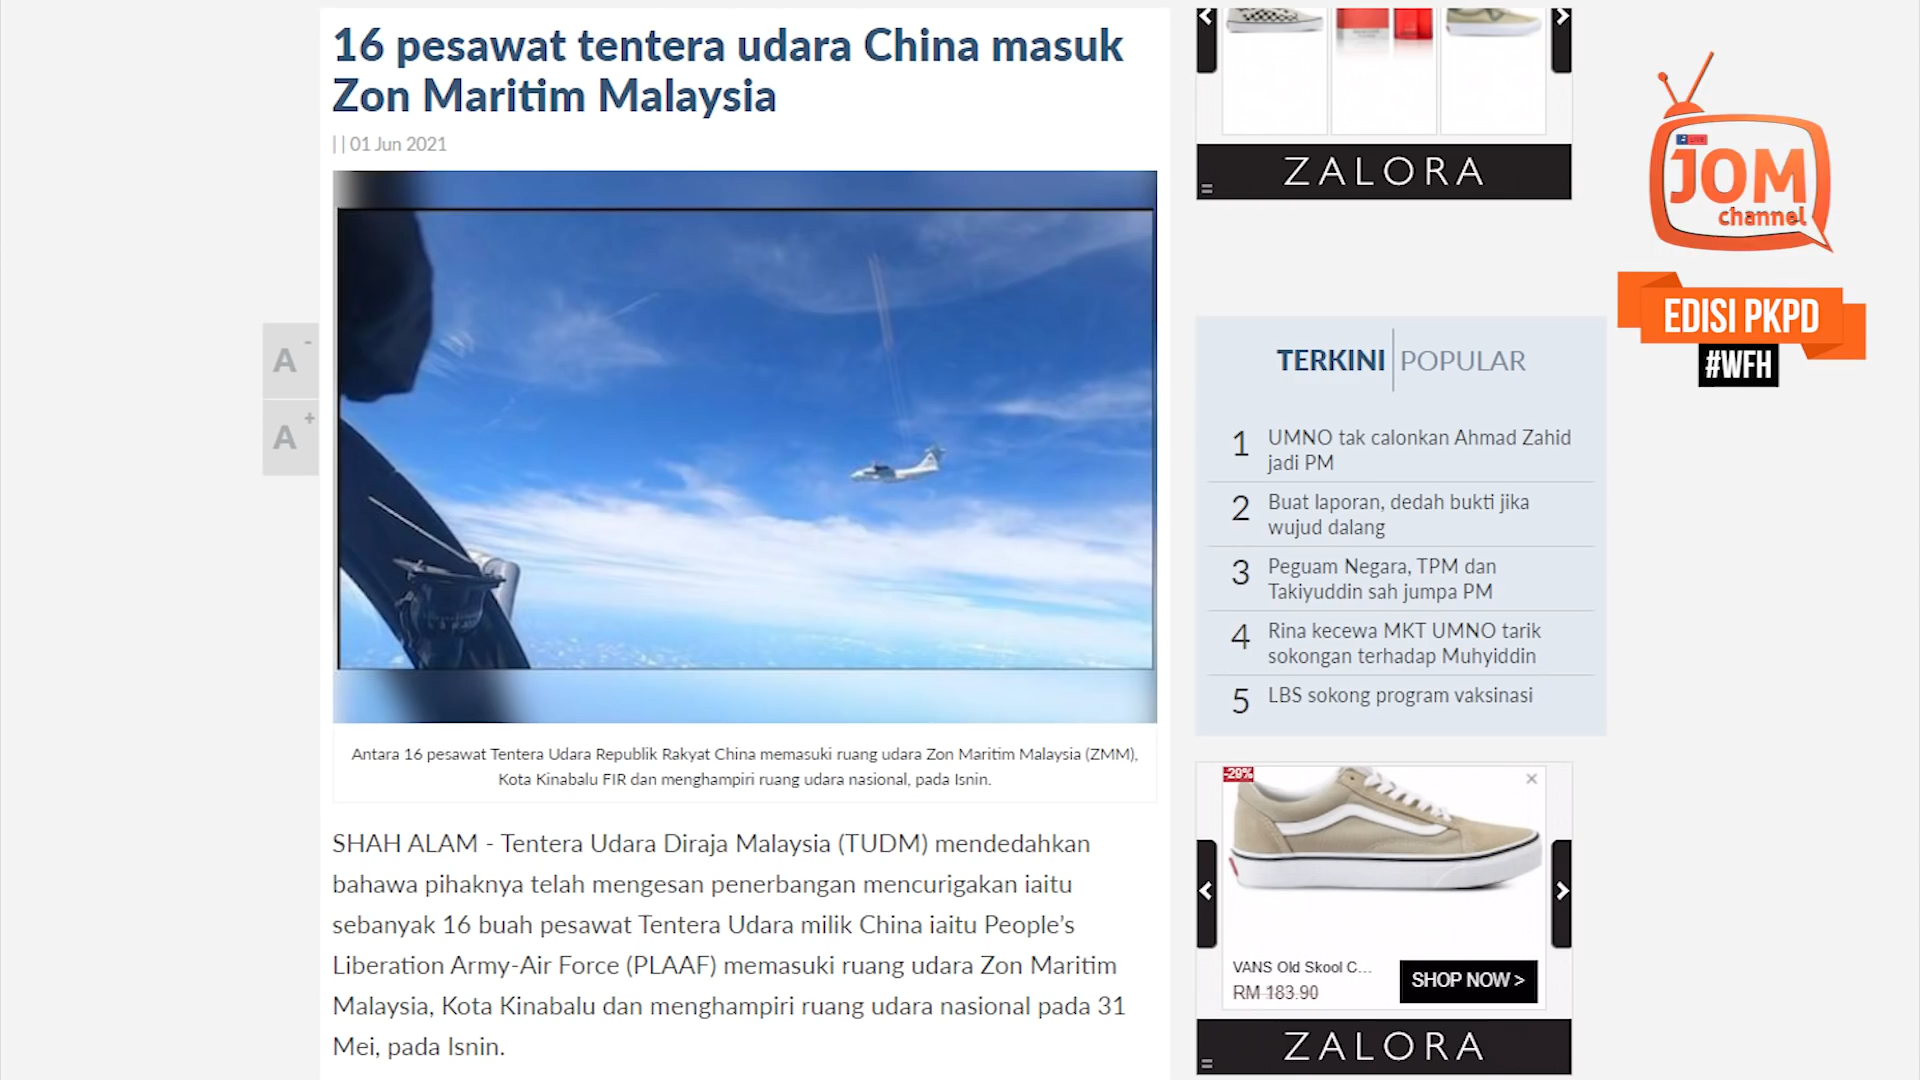 16 pesawat tentera udara China masuk
Zon Maritim Malaysia
|| 01 Jun 2021
A -
A +
Antara 16 pesawat Tentera Udara Republik Rakyat China memasuki ruang udara Zon Maritim Malaysia (ZMM),
Kota Kinabalu FIR dan menghampiri ruang udara nasional, pada Isnin.
SHAH ALAM - Tentera Udara Diraja Malaysia (TUDM) mendedahkan
bahawa pihaknya telah mengesan penerbangan mencurigakan iaitu
sebanyak 16 buah pesawat Tentera Udara milik China iaitu People’s
Liberation Army-Air Force (PLAAF) memasuki ruang udara Zon Maritim
Malaysia, Kota Kinabalu dan menghampiri ruang udara nasional pada 31
Mei, pada Isnin.
ZALORA
TERKINI POPULAR
1 UMNO tak calonkan Ahmad Zahid
jadi PM
2 Buat laporan, dedah bukti jika
wujud dalang
3 Peguam Negara, TPM dan
Takiyuddin sah jumpa PM
4 Rina kecewa MKT UMNO tarik
sokongan terhadap Muhyiddin
5 LBS sokong program vaksinasi
-20%
VANS Old Skool C...
RM 183.90
SHOP NOW >
ZALORA
LIVE
JOM
channel
EDISI PKPD
#WFH